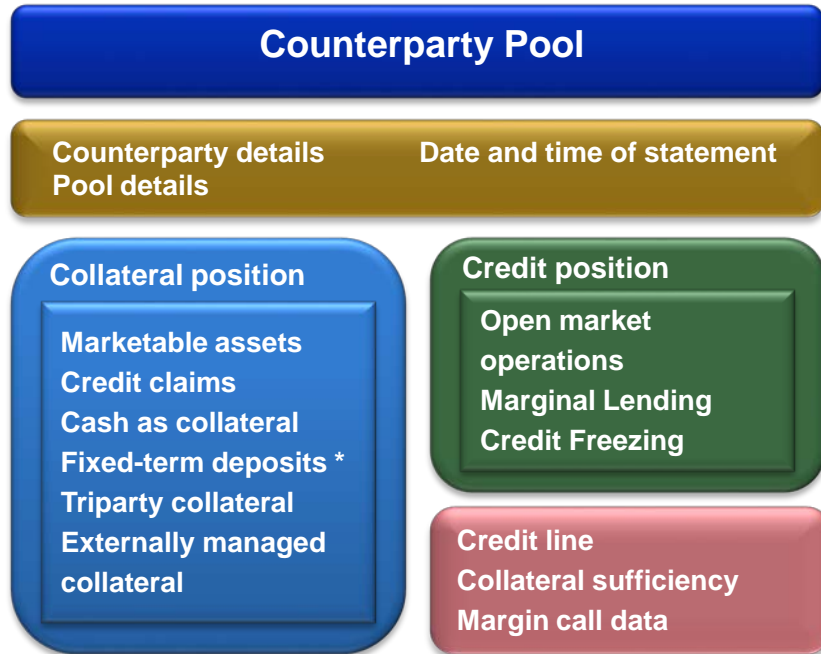 Counterparty Pool
Counterparty details
Date and time of statement
Pool details
Collateral position
Marketable assets
Credit claims
Cash as collateral
Fixed-term deposits *
Triparty collateral
Externally managed
collateral
Credit position
Open market
operations
Marginal Lending
Credit Freezing
Credit line
Collateral sufficiency
Margin call data